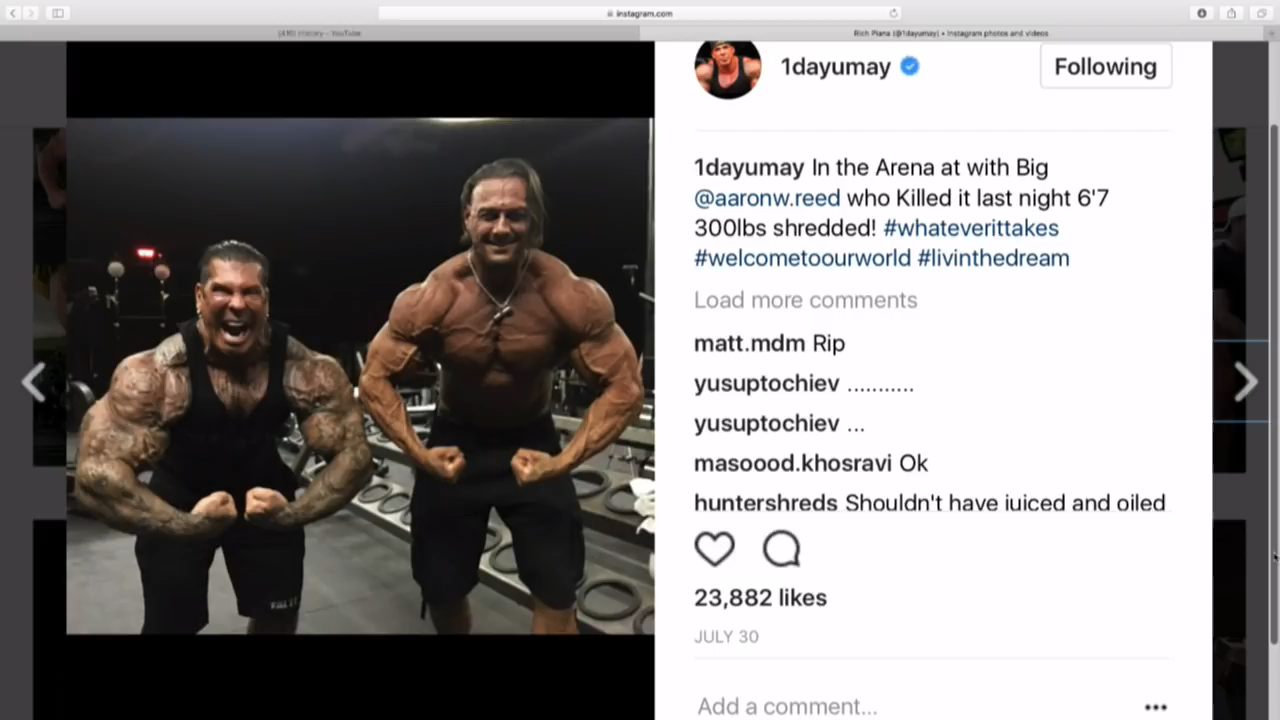 instagram.com
History - YouTube
Rich Piana (@1dayumay) • Instagram photos and videos
1dayumay
Following
1dayumay In the Arena at with Big
@aaronw.reed who Killed it last night 6'7
300lbs shredded! #whateverittakes
#welcometoourworld #livinthedream
Load more comments
matt.mdm Rip
yusuptochiev ...........
yusuptochiev ...
masoood.khosravi Ok
huntershreds Shouldn't have juiced and oiled
23,882 likes
JULY 30
Add a comment...